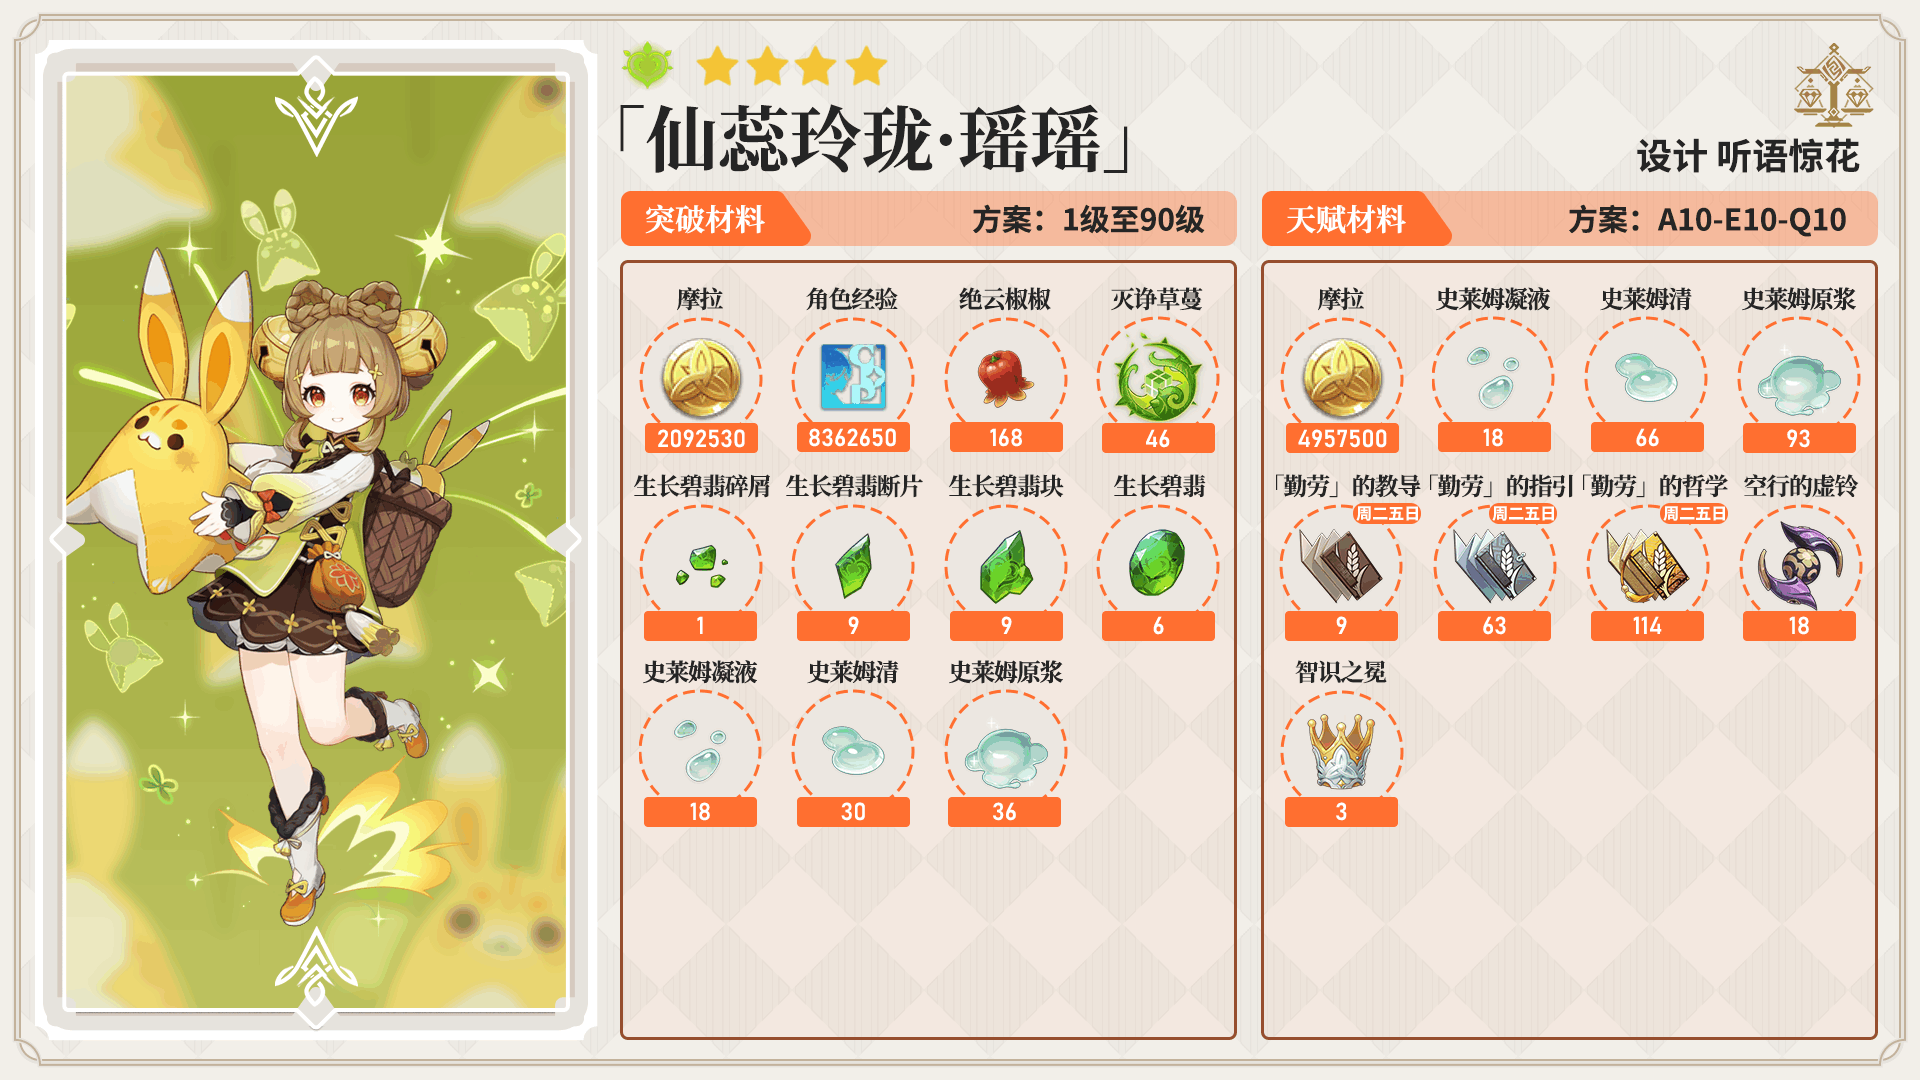 「仙蕊玲珑·瑶瑶」
设计 听语惊花
突破材料
方案：1级至90级
摩拉
角色经验
绝云椒椒
灭诤草蔓
2092530
8362650
168
46
生长碧翡碎屑
生长碧翡断片
生长碧翡块
生长碧翡
1
9
9
6
史莱姆凝液
史莱姆清
史莱姆原浆
18
30
36
天赋材料
方案：A10-E10-Q10
摩拉
史莱姆凝液
史莱姆清
史莱姆原浆
4957500
18
66
93
「勤劳」的教导
「勤劳」的指引
「勤劳」的哲学
空行的虚铃
周二五日
周二五日
周二五日
9
63
114
18
智识之冕
3